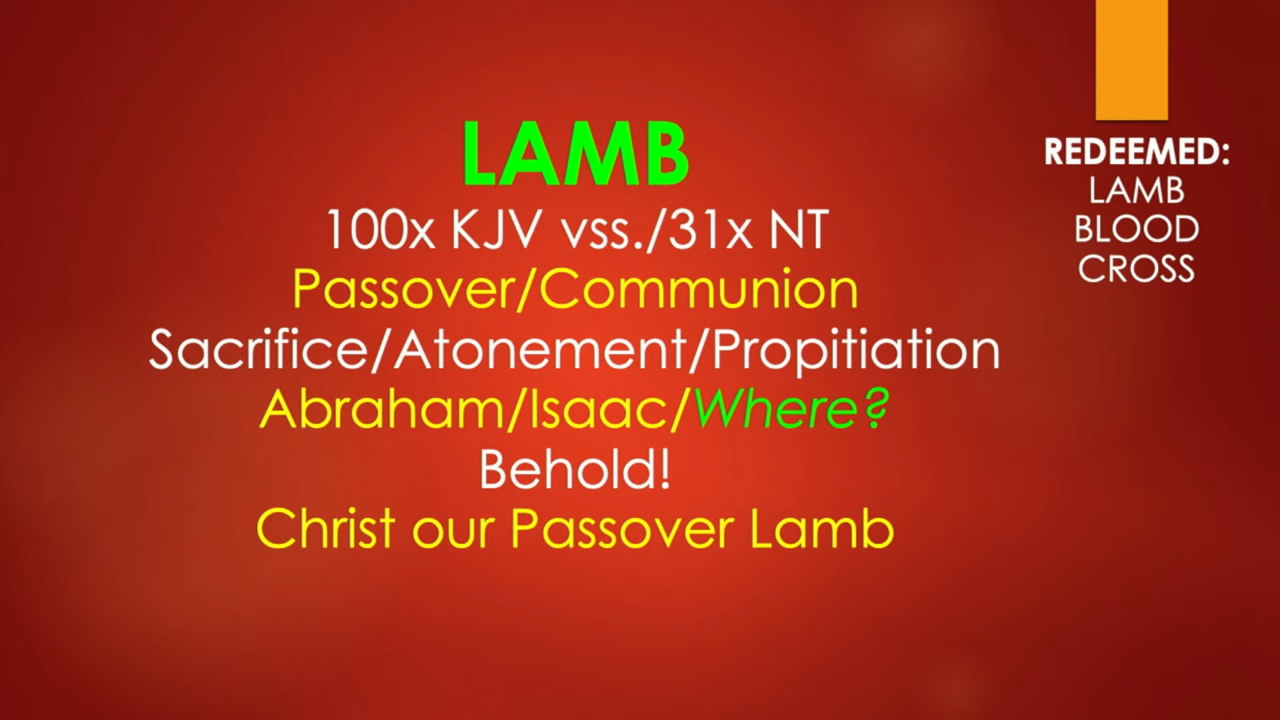 LAMB
100x KJV vss./31x NT
Passover/Communion
Sacrifice/Atonement/Propitiation
Abraham/Isaac/Where?
Behold!
Christ our Passover Lamb
REDEEMED:
LAMB
BLOOD
CROSS